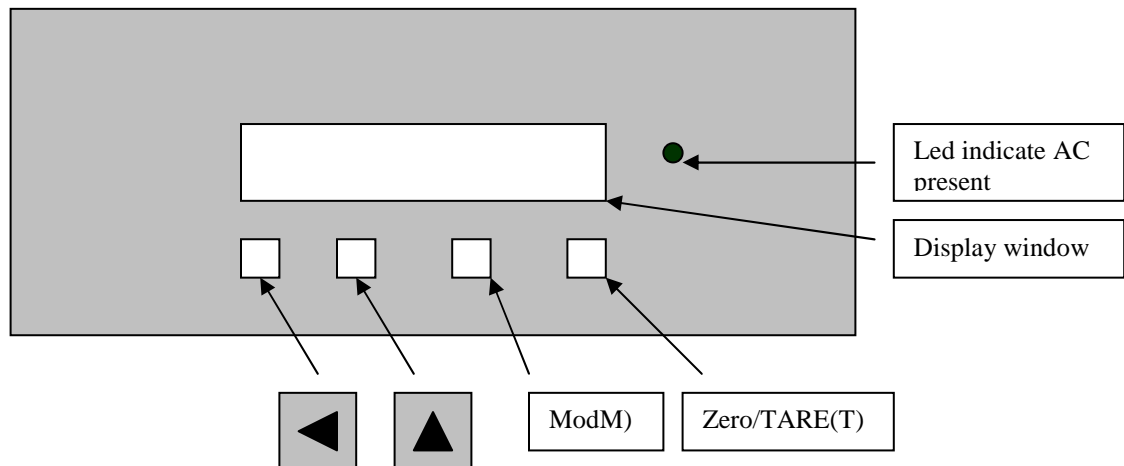 Led indicate AC
present
Display window
ModM)
Zero/TARE(T)